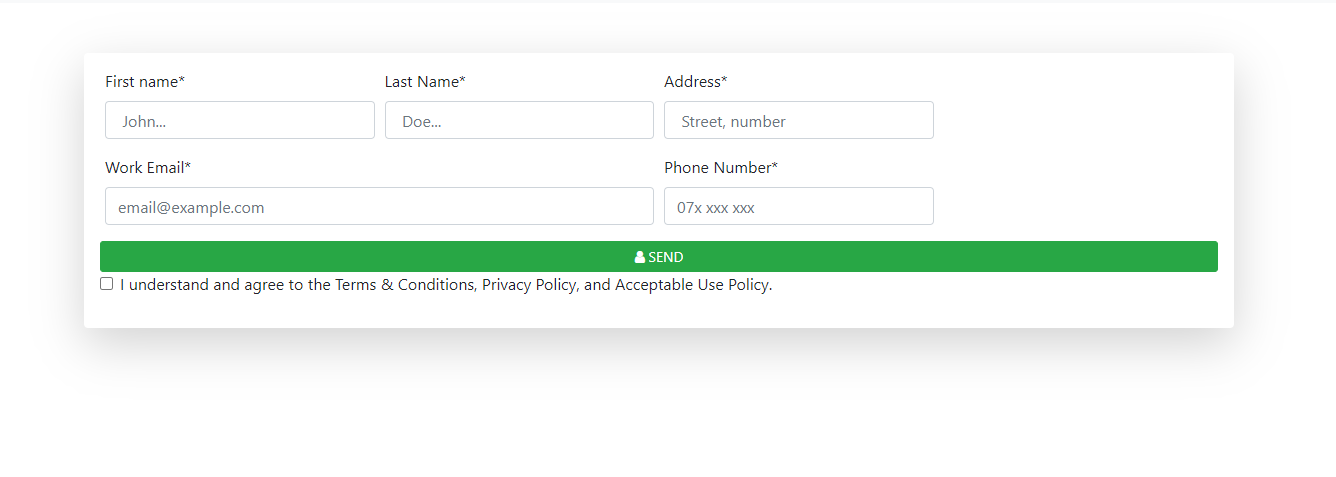 First name* Last Name* Address*
John... Doe... Street, number
Work Email* Phone Number*
email@example.com 07x xxx xxx
SEND
I understand and agree to the Terms & Conditions, Privacy Policy, and Acceptable Use Policy.